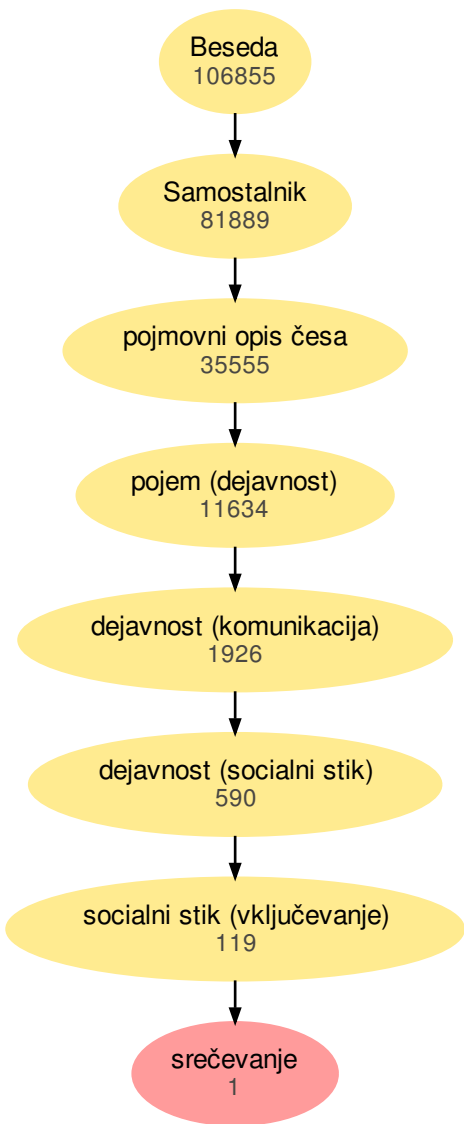 Beseda
106855
Samostalnik
81889
pojmovni opis česa
35555
pojem (dejavnost)
11634
dejavnost (komunikacija)
1926
dejavnost (socialni stik)
590
socialni stik (vključevanje)
119
srečevanje
1